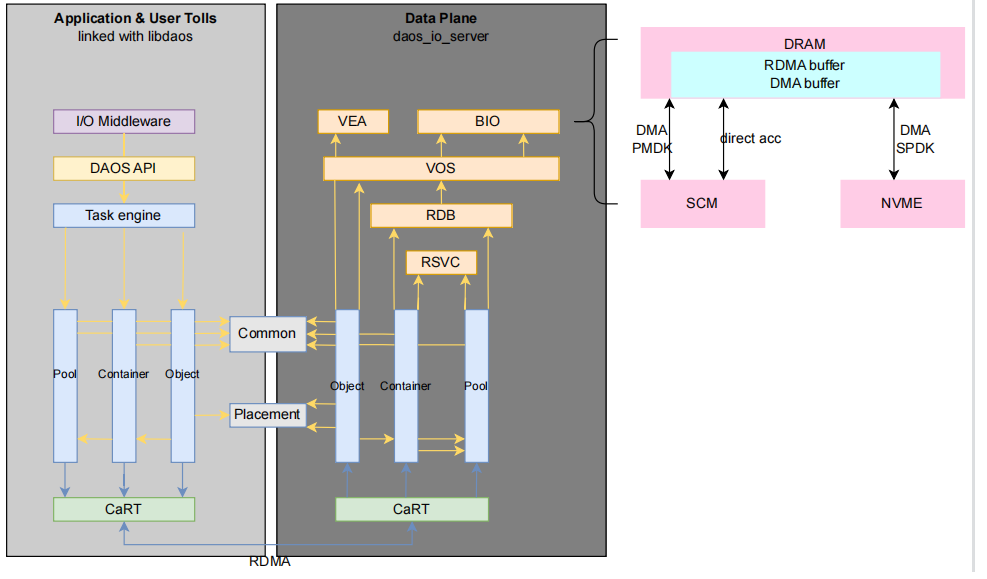 Application & User Tolls
linked with libdaos
I/O Middleware
DAOS API
Task engine
Pool
Container
Object
CaRT
Common
Placement
RDMA
Data Plane
daos_io_server
VEA
BIO
VOS
RDB
RSVC
Object
Container
Pool
CaRT
DRAM
RDMA buffer
DMA buffer
DMA
PMDK
direct acc
DMA
SPDK
SCM
NVME